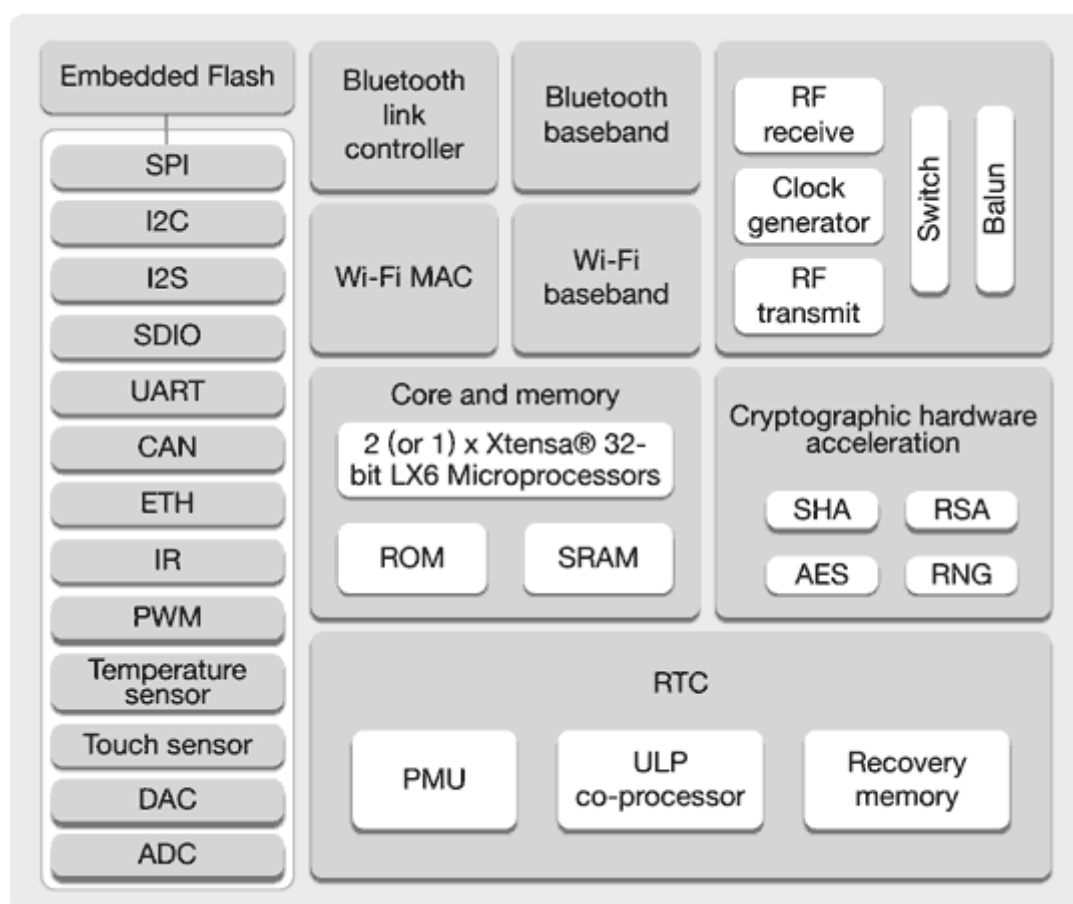 Embedded Flash
SPI
I2C
I2S
SDIO
UART
CAN
ETH
IR
PWM
Temperature
sensor
Touch sensor
DAC
ADC
Bluetooth
link
controller
Bluetooth
baseband
Wi-Fi MAC
Wi-Fi
baseband
RF
receive
Clock
generator
RF
transmit
Switch
Balun
Core and memory
2 (or 1) x Xtensa® 32-
bit LX6 Microprocessors
ROM
SRAM
Cryptographic hardware
acceleration
SHA
RSA
AES
RNG
RTC
PMU
ULP
co-processor
Recovery
memory